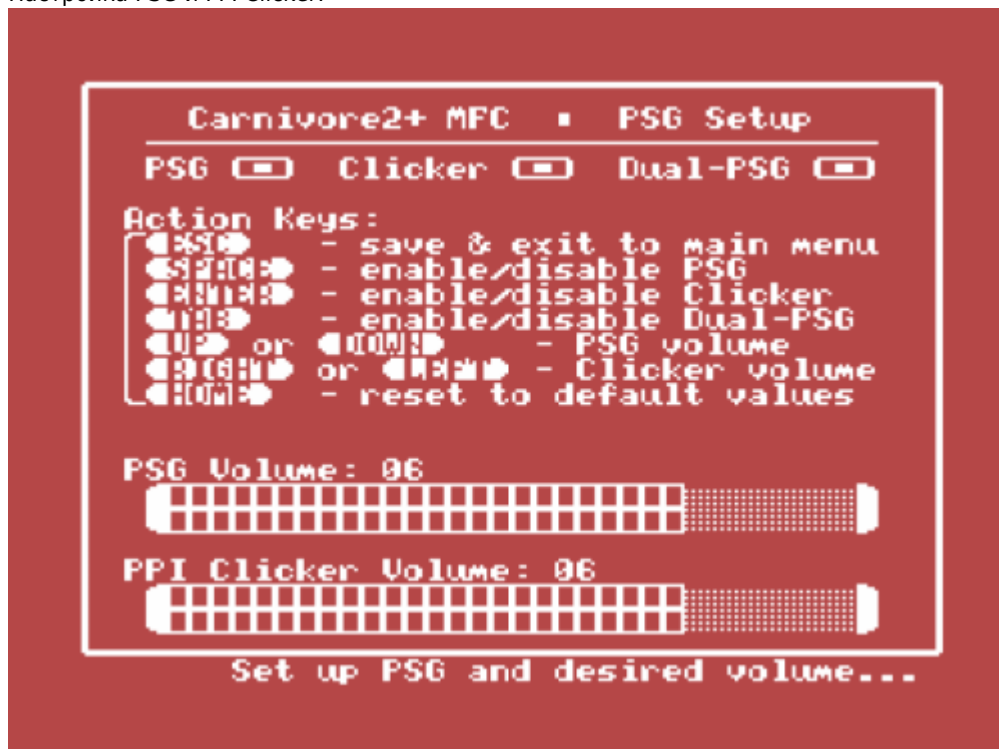 Carnivore2+ MFC ▪ PSG Setup
PSG Clicker Dual-PSG
Action Keys:
ESC - save & exit to main menu
SPACE - enable/disable PSG
ENTER - enable/disable Clicker
TAB - enable/disable Dual-PSG
UP or DOWN - PSG volume
RIGHT or LEFT - Clicker volume
HOME - reset to default values
PSG Volume: 06
PPI Clicker Volume: 06
Set up PSG and desired volume...